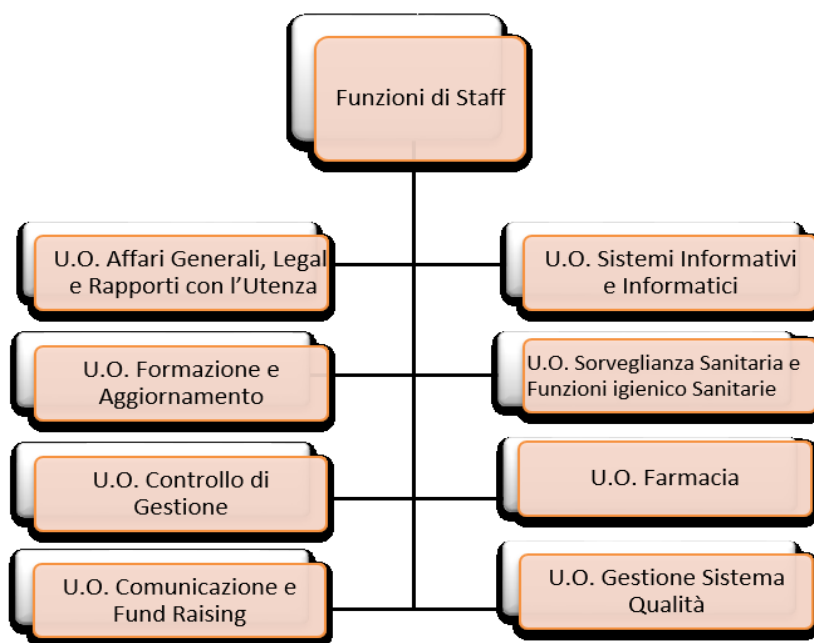 Funzioni di Staff
U.O. Affari Generali, Legal
e Rapporti con l’Utenza
U.O. Sistemi Informativi
e Informatici
U.O. Formazione e
Aggiornamento
U.O. Sorveglianza Sanitaria e
Funzioni igienico Sanitarie
U.O. Controllo di
Gestione
U.O. Farmacia
U.O. Comunicazione e
Fund Raising
U.O. Gestione Sistema
Qualità